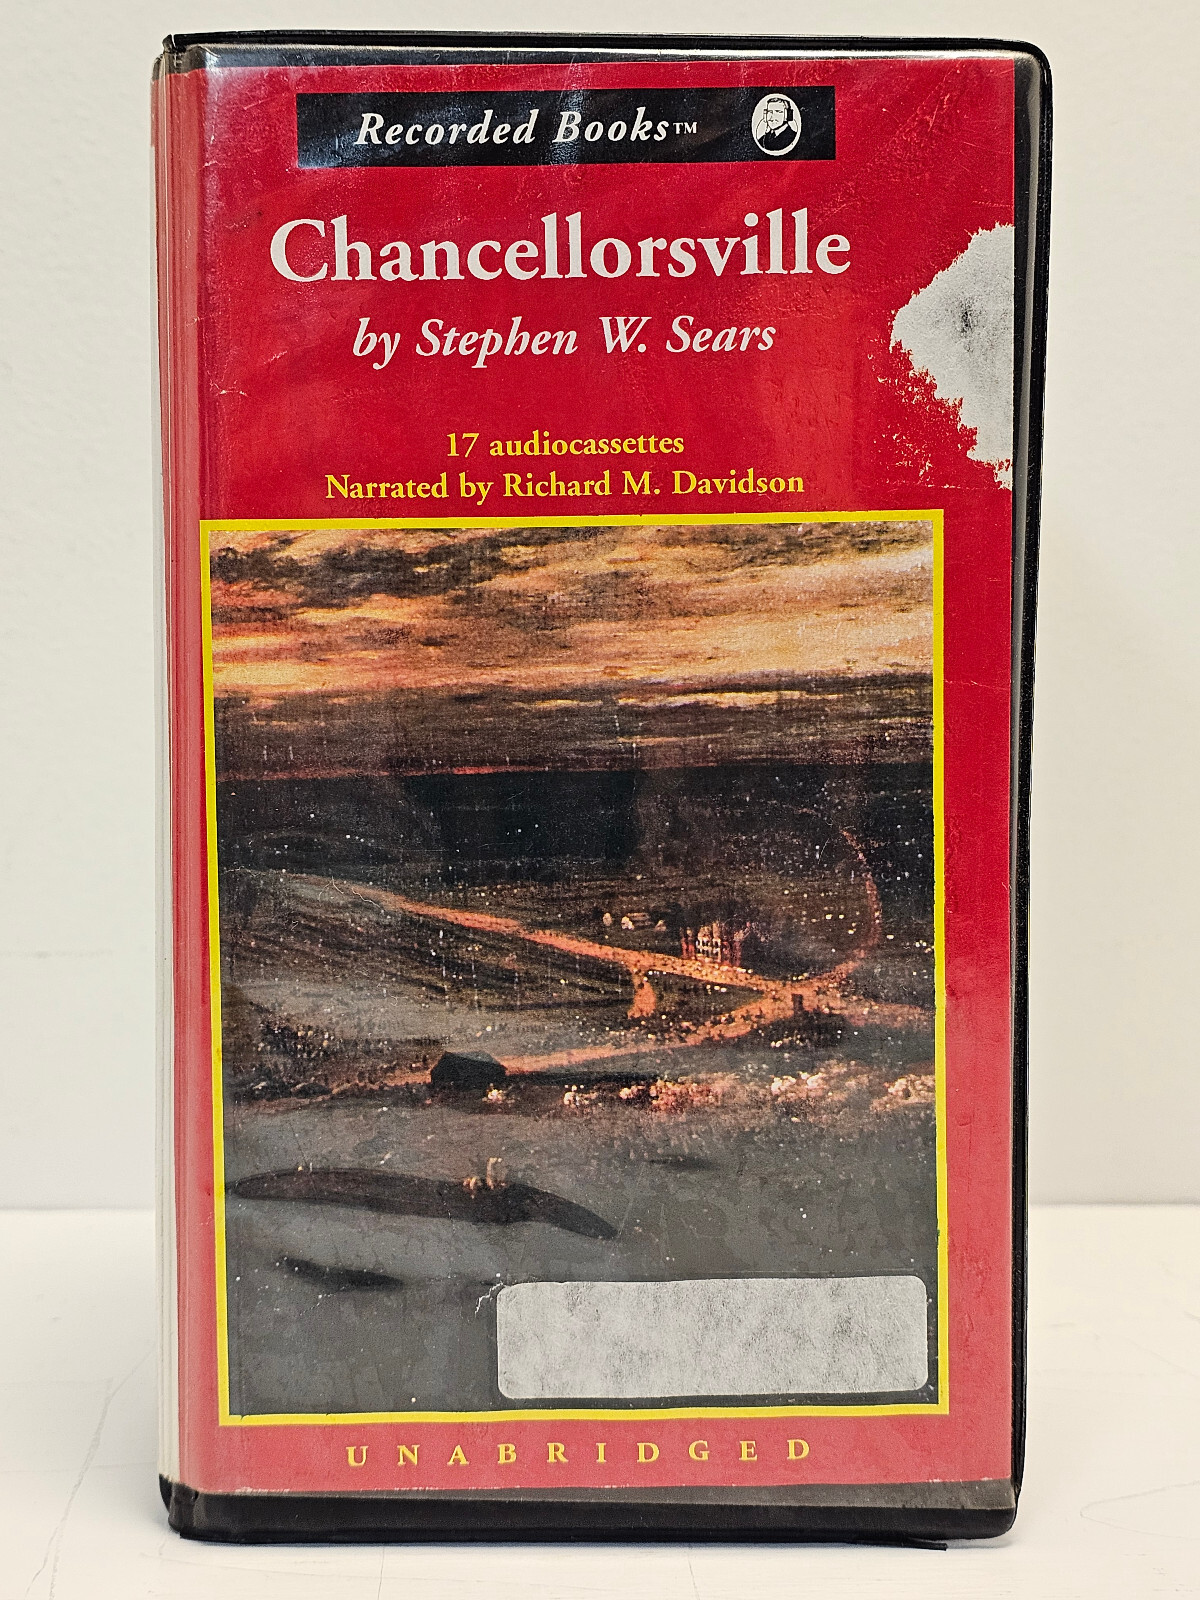 Recorded Books™
Chancellorsville
by Stephen W. Sears
17 audiocassettes
Narrated by Richard M. Davidson
UNABRIDGED